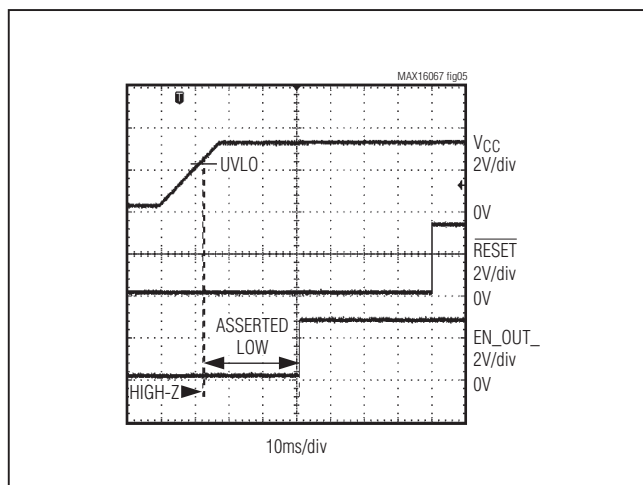 MAX16067 fig05
T
UVLO
VCC
2V/div
0V
RESET
2V/div
0V
ASSERTED
LOW
EN_OUT_
2V/div
0V
HIGH-Z
10ms/div